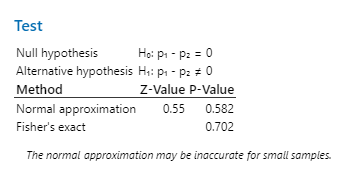 Test
Null hypothesis H₀: p₁ - p₂ = 0
Alternative hypothesis H₁: p₁ - p₂ ≠ 0
Method Z-Value P-Value
Normal approximation 0.55 0.582
Fisher's exact 0.702
The normal approximation may be inaccurate for small samples.